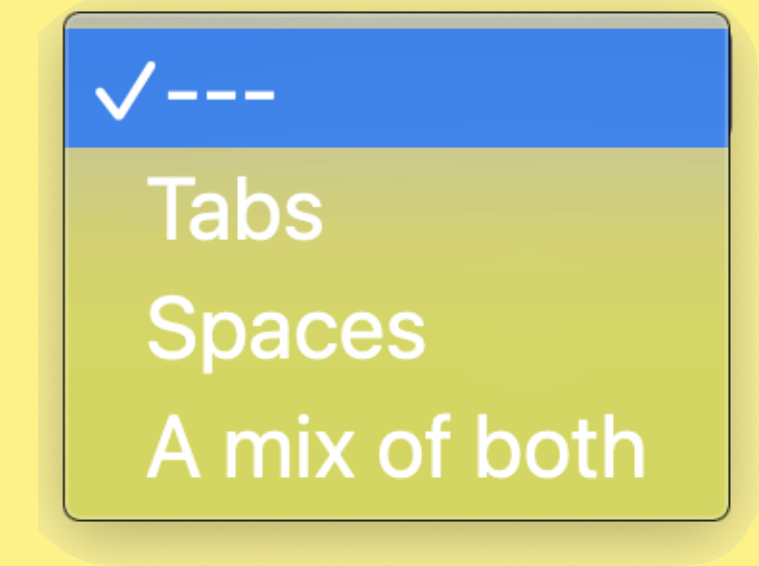 ✓---
Tabs
Spaces
A mix of both